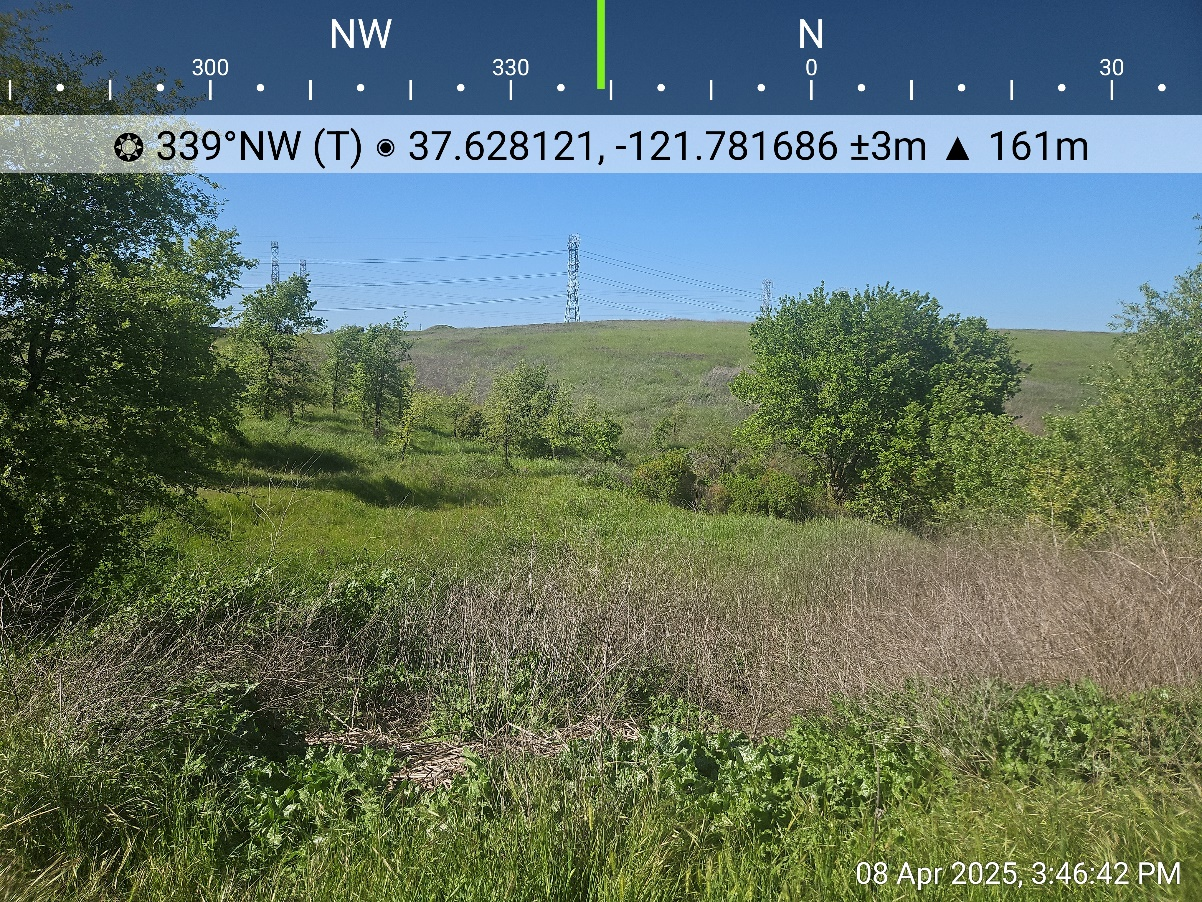 NW N
300 330 0 30
339°NW (T) ◉ 37.628121, -121.781686 ±3m ▲ 161m
08 Apr 2025, 3:46:42 PM